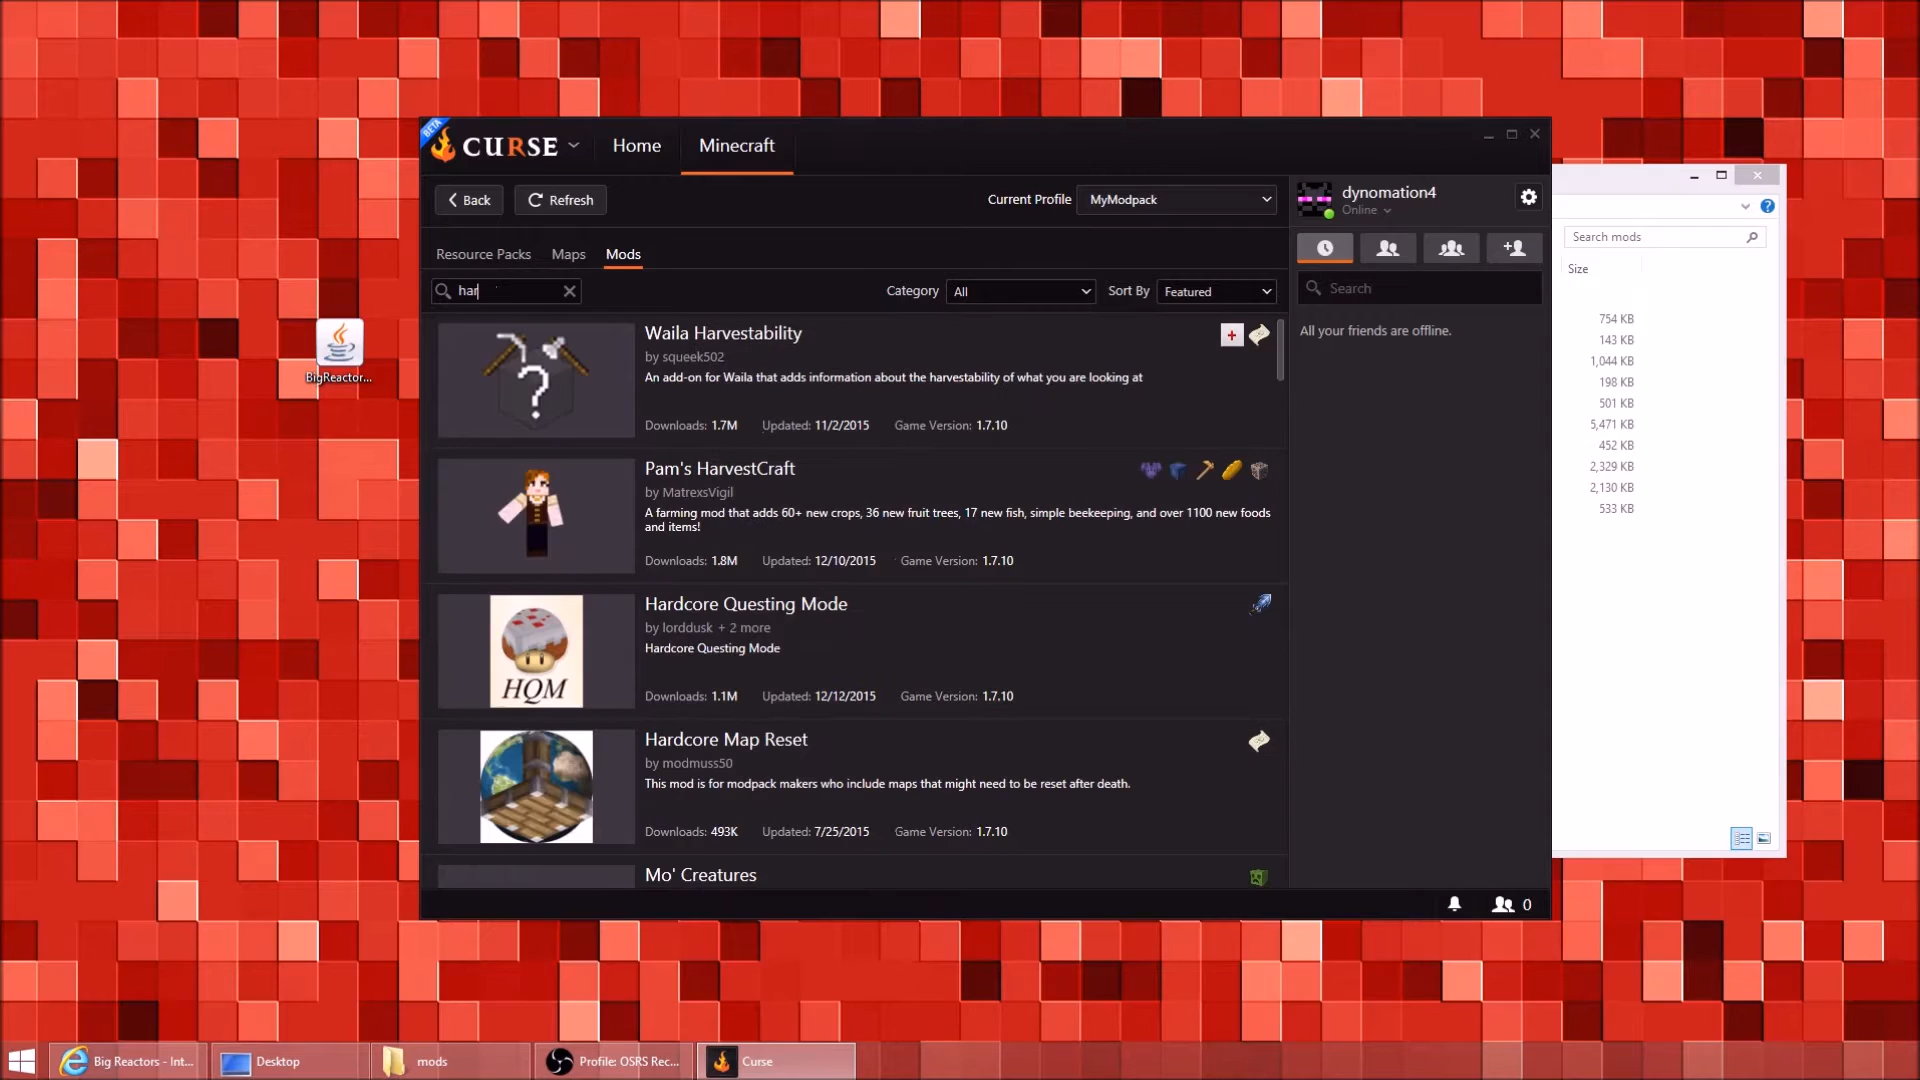 BETA
CURSE
Home
Minecraft
Back
Refresh
Current Profile
MyModpack
dynomation4
Online
Resource Packs
Maps
Mods
har
Category
All
Sort By
Featured
Search
All your friends are offline.
Waila Harvestability
by squeek502
An add-on for Waila that adds information about the harvestability of what you are looking at
Downloads: 1.7M
Updated: 11/2/2015
Game Version: 1.7.10
Pam's HarvestCraft
by MatrexsVigil
A farming mod that adds 60+ new crops, 36 new fruit trees, 17 new fish, simple beekeeping, and over 1100 new foods
and items!
Downloads: 1.8M
Updated: 12/10/2015
Game Version: 1.7.10
HQM
Hardcore Questing Mode
by lorddusk + 2 more
Hardcore Questing Mode
Downloads: 1.1M
Updated: 12/12/2015
Game Version: 1.7.10
Hardcore Map Reset
by modmuss50
This mod is for modpack makers who include maps that might need to be reset after death.
Downloads: 493K
Updated: 7/25/2015
Game Version: 1.7.10
Mo' Creatures
0
Search mods
Size
754 KB
143 KB
1,044 KB
198 KB
501 KB
5,471 KB
452 KB
2,329 KB
2,130 KB
533 KB
BigReactor...
Big Reactors - Int...
Desktop
mods
Profile: OSRS Rec...
Curse